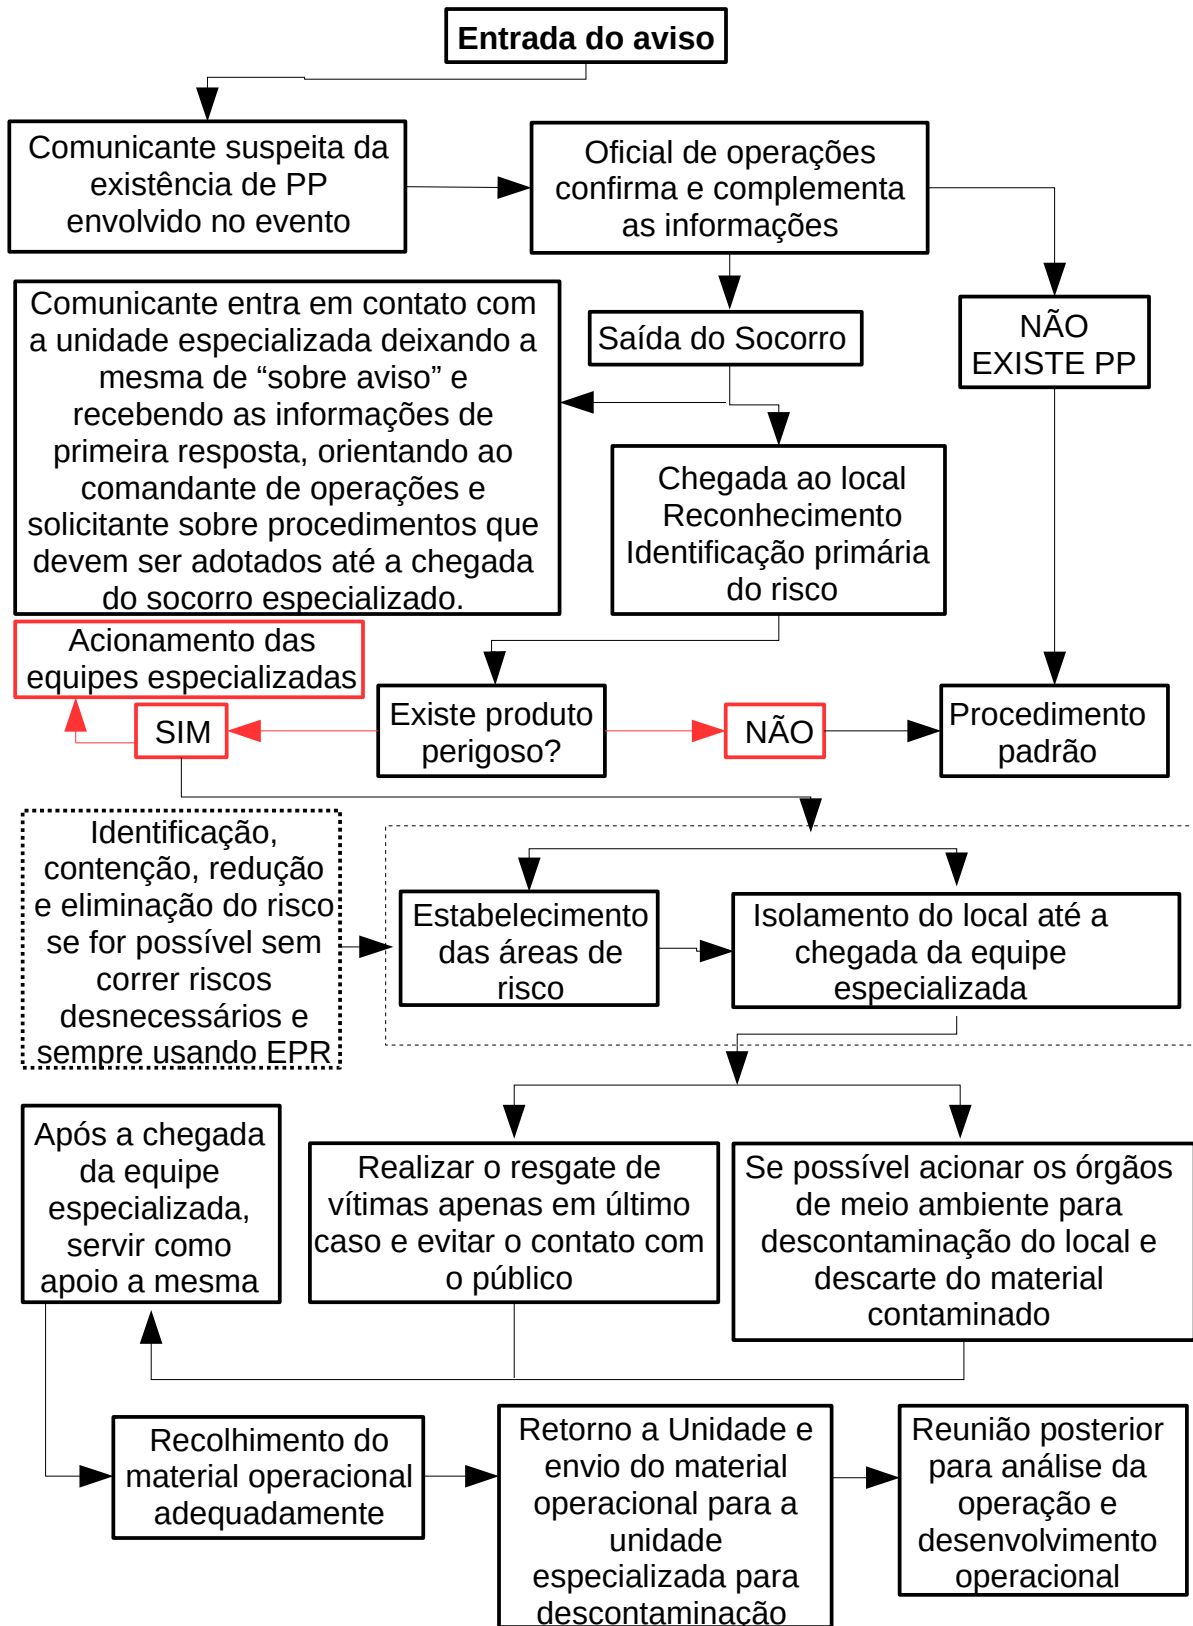 Entrada do aviso
Comunicante suspeita da
existência de PP
envolvido no evento
Oficial de operações
confirma e complementa
as informações
Comunicante entra em contato com
a unidade especializada deixando a
mesma de “sobre aviso” e
recebendo as informações de
primeira resposta, orientando ao
comandante de operações e
solicitante sobre procedimentos que
devem ser adotados até a chegada
do socorro especializado.
Saída do Socorro
NÃO
EXISTE PP
Chegada ao local
Reconhecimento
Identificação primária
do risco
Acionamento das
equipes especializadas
SIM
Existe produto
perigoso?
NÃO
Procedimento
padrão
Identificação,
contenção, redução
e eliminação do risco
se for possível sem
correr riscos
desnecessários e
sempre usando EPR
Estabelecimento
das áreas de
risco
Isolamento do local até a
chegada da equipe
especializada
Após a chegada
da equipe
especializada,
servir como
apoio a mesma
Realizar o resgate de
vítimas apenas em último
caso e evitar o contato com
o público
Se possível acionar os órgãos
de meio ambiente para
descontaminação do local e
descarte do material
contaminado
Recolhimento do
material operacional
adequadamente
Retorno a Unidade e
envio do material
operacional para a
unidade
especializada para
descontaminação
Reunião posterior
para análise da
operação e
desenvolvimento
operacional